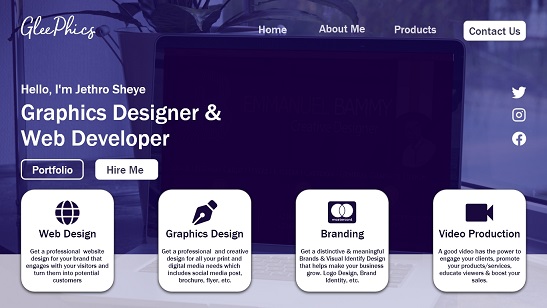 GleePhics
Home
About Me
Products
Contact Us
Hello, I'm Jethro Sheye
Graphics Designer &
Web Developer
Portfolio
Hire Me
Web Design
Get a professional website
design for your brand that
engages with your visitors and
turn them into potential
customers
Graphics Design
Get a professional and creative
design for all your print and
digital media needs which
includes social media post,
brochure, flyer, etc.
mastercard
Branding
Get a distinctive & meaningful
Brands & Visual Identify Design
that helps make your business
grow. Logo Design, Brand
Identity, etc.
Video Production
A good video has the power to
engage your clients, promote
your products/services,
educate viewers & boost your
sales.